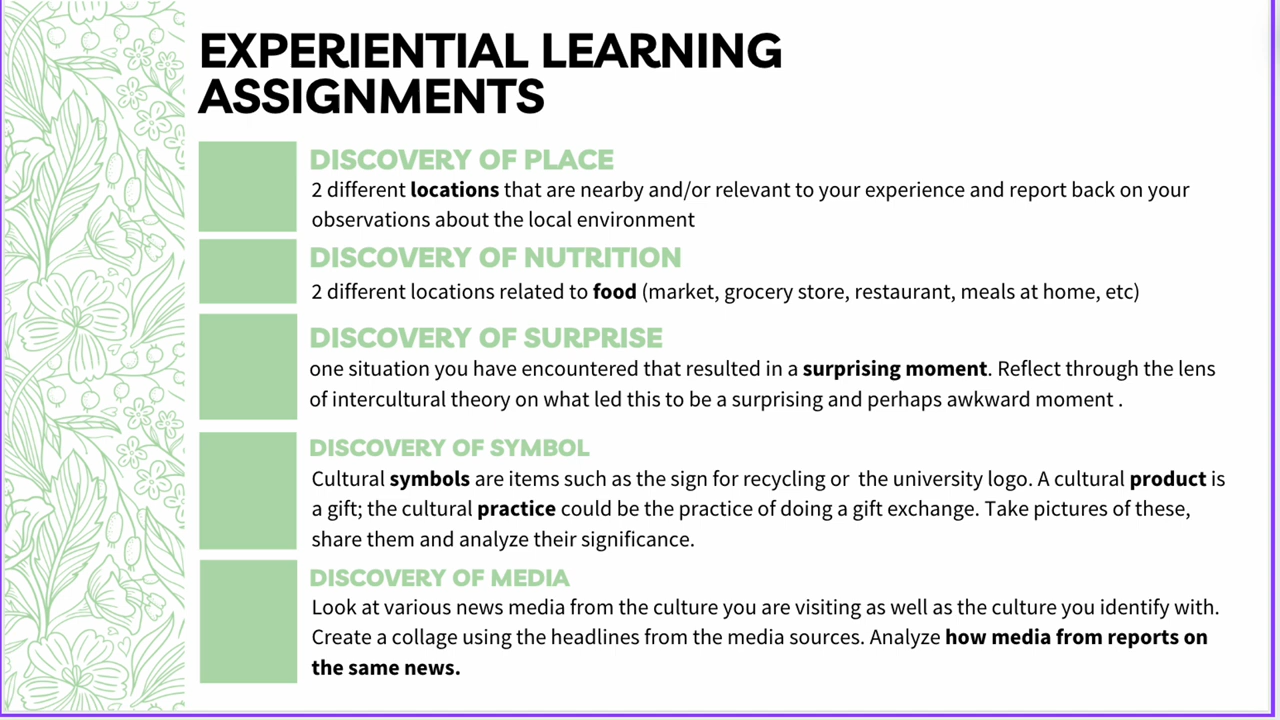 EXPERIENTIAL LEARNING
ASSIGNMENTS
DISCOVERY OF PLACE
2 different locations that are nearby and/or relevant to your experience and report back on your
observations about the local environment
DISCOVERY OF NUTRITION
2 different locations related to food (market, grocery store, restaurant, meals at home, etc)
DISCOVERY OF SURPRISE
one situation you have encountered that resulted in a surprising moment. Reflect through the lens
of intercultural theory on what led this to be a surprising and perhaps awkward moment .
DISCOVERY OF SYMBOL
Cultural symbols are items such as the sign for recycling or  the university logo. A cultural product is
a gift; the cultural practice could be the practice of doing a gift exchange. Take pictures of these,
share them and analyze their significance.
DISCOVERY OF MEDIA
Look at various news media from the culture you are visiting as well as the culture you identify with.
Create a collage using the headlines from the media sources. Analyze how media from reports on
the same news.